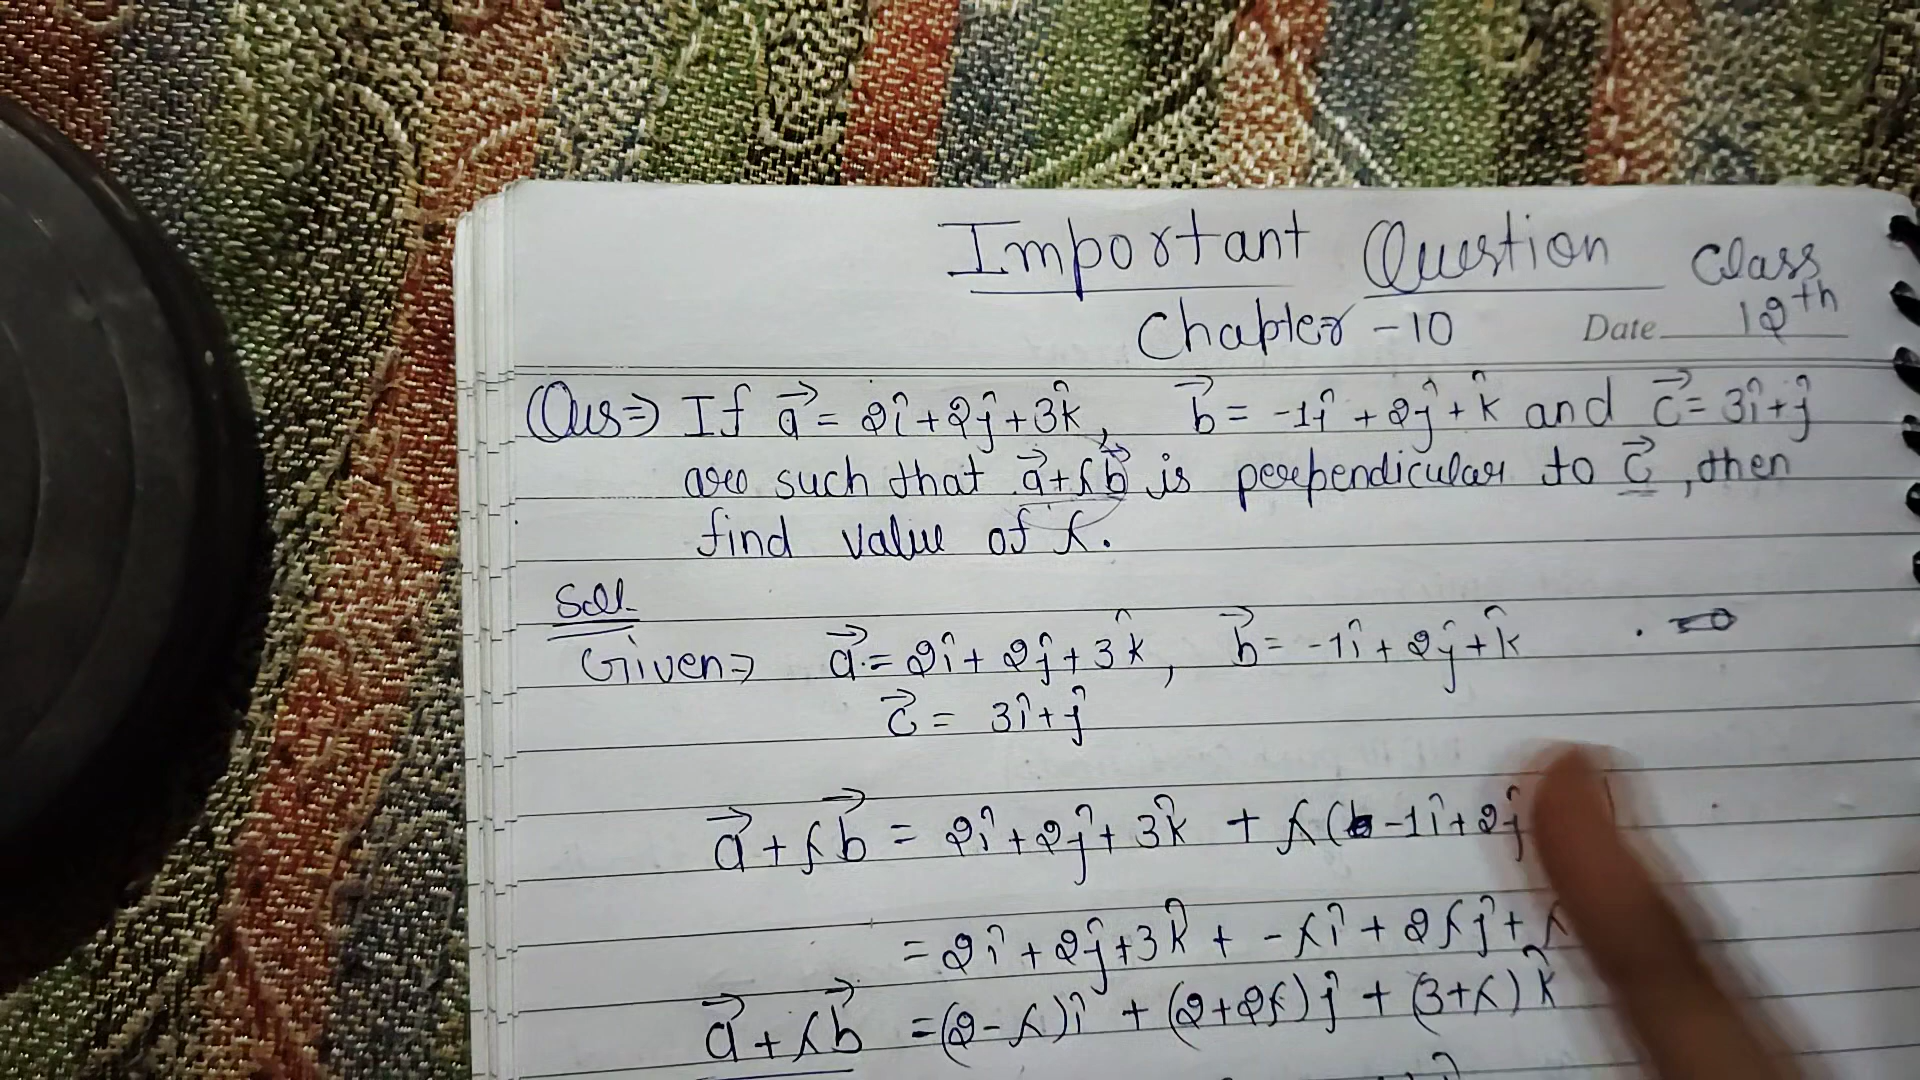 Important Question Class
Chapter -10 Date 12th
Ques⇒ If a⃗ = 2î+2ĵ+3k̂, b⃗ = -1î+2ĵ+k̂ and c⃗ = 3î+ĵ
are such that a⃗+λb⃗ is perpendicular to c⃗, then
find value of λ.
Soll
Given⇒ a⃗ = 2î+2ĵ+3k̂, b⃗ = -1î+2ĵ+k̂
c⃗ = 3î+ĵ
a⃗+λb⃗ = 2î+2ĵ+3k̂ + λ(-1î+2ĵ
= 2î+2ĵ+3k̂ + -λî+2λĵ+λ
a⃗+λb⃗ = (2-λ)î + (2+2λ)ĵ + (3+λ)k̂